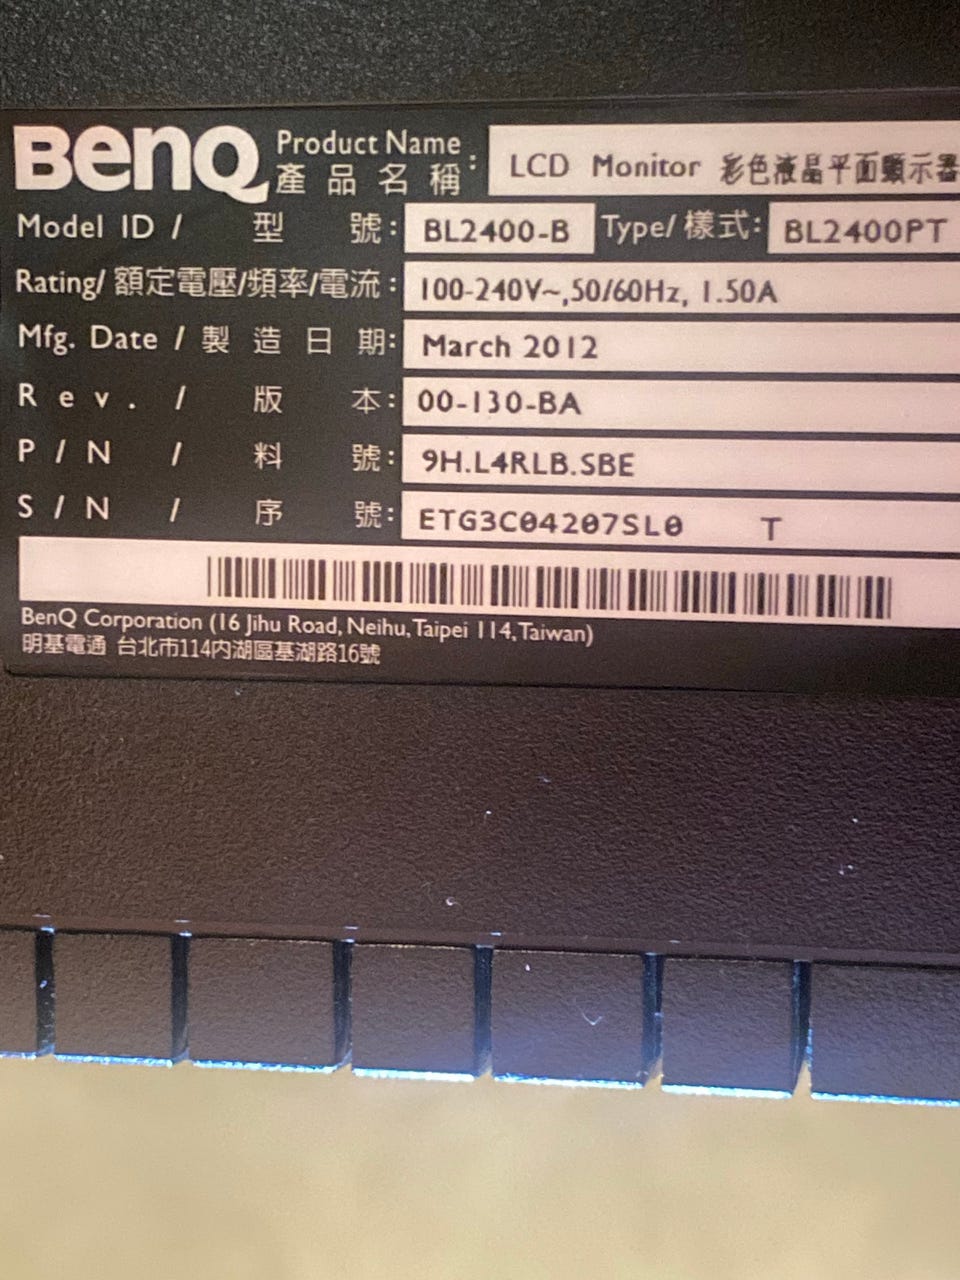 BenQ Product Name
產品名稱: LCD Monitor 彩色液晶平面顯示器
Model ID / 型號: BL2400-B Type/ 樣式: BL2400PT
Rating/ 額定電壓/頻率/電流: 100-240V~,50/60Hz, 1.50A
Mfg. Date / 製造日期: March 2012
Rev. / 版本: 00-130-BA
P/N / 料號: 9H.L4RLB.SBE
S/N / 序號: ETG3C04207SL0 T
BenQ Corporation (16 Jihu Road, Neihu, Taipei 114, Taiwan)
明基電通 台北市114內湖區基湖路16號